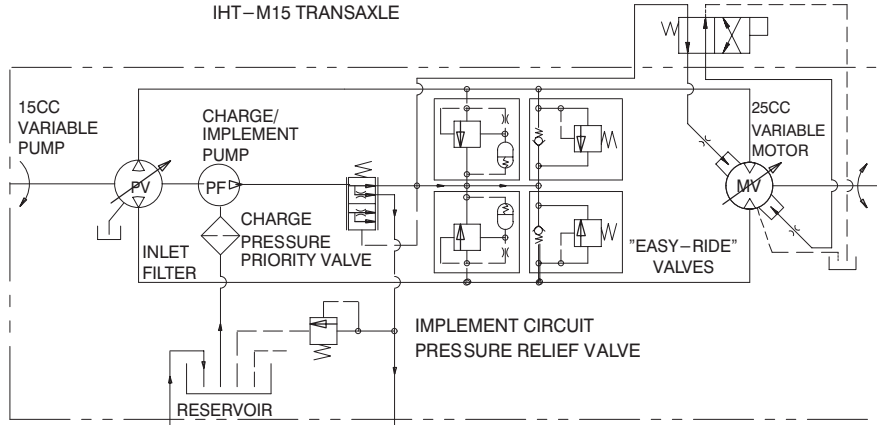 IHT-M15 TRANSAXLE
15CC
VARIABLE
PUMP
CHARGE/
IMPLEMENT
PUMP
25CC
VARIABLE
MOTOR
PV
PF
MV
CHARGE
PRESSURE
PRIORITY VALVE
INLET
FILTER
"EASY-RIDE"
VALVES
IMPLEMENT CIRCUIT
PRESSURE RELIEF VALVE
RESERVOIR